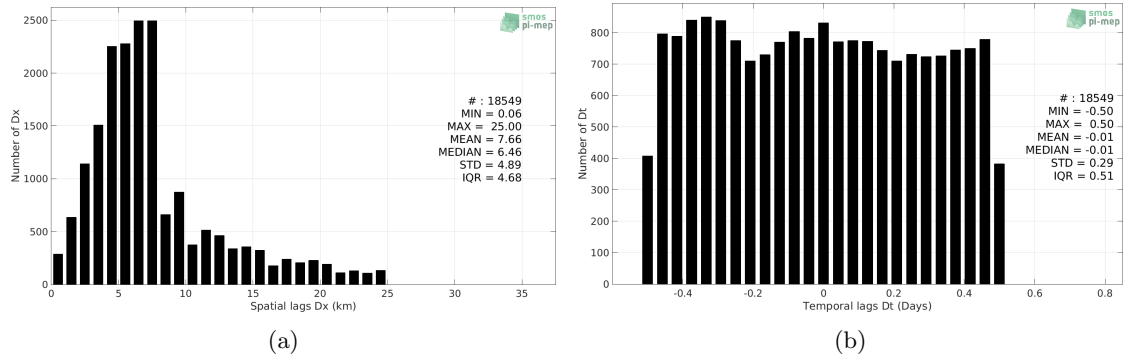 smos
pi-mep
2500
2000
1500
1000
500
0
Number of Dx
# : 18549
MIN = 0.06
MAX = 25.00
MEAN = 7.66
MEDIAN = 6.46
STD = 4.89
IQR = 4.68
0 5 10 15 20 25 30 35
Spatial lags Dx (km)
(a)
smos
pi-mep
800
700
600
500
400
300
200
100
0
Number of Dt
# : 18549
MIN = -0.50
MAX = 0.50
MEAN = -0.01
MEDIAN = -0.01
STD = 0.29
IQR = 0.51
-0.4 -0.2 0 0.2 0.4 0.6 0.8
Temporal lags Dt (Days)
(b)